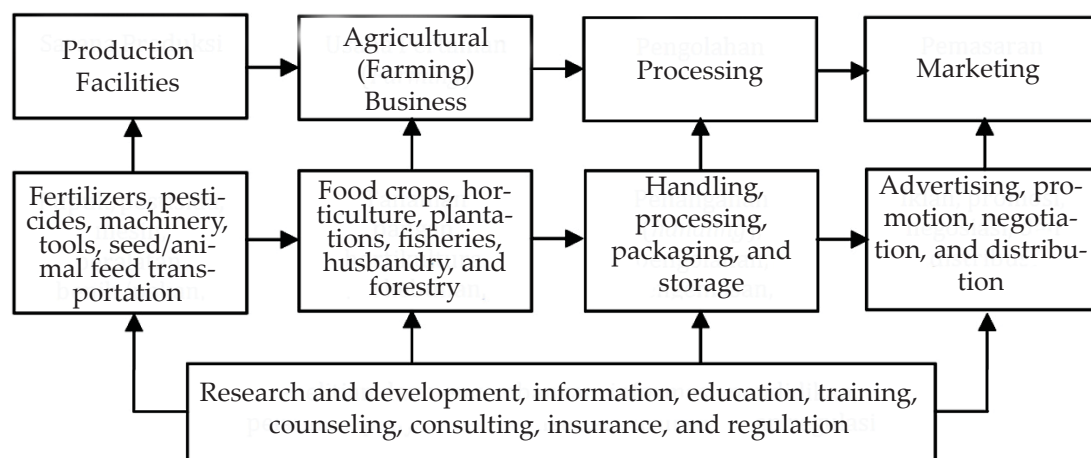 Production
Facilities
Agricultural
(Farming)
Business
Processing
Marketing
Fertilizers, pesti-
cides, machinery,
tools, seed/ani-
mal feed trans-
portation
Food crops, hor-
ticulture, planta-
tions, fisheries,
husbandry, and
forestry
Handling,
processing,
packaging, and
storage
Advertising, pro-
motion, negotia-
tion, and distribu-
tion
Research and development, information, education, training,
counseling, consulting, insurance, and regulation
Pengolahan
Pemasaran